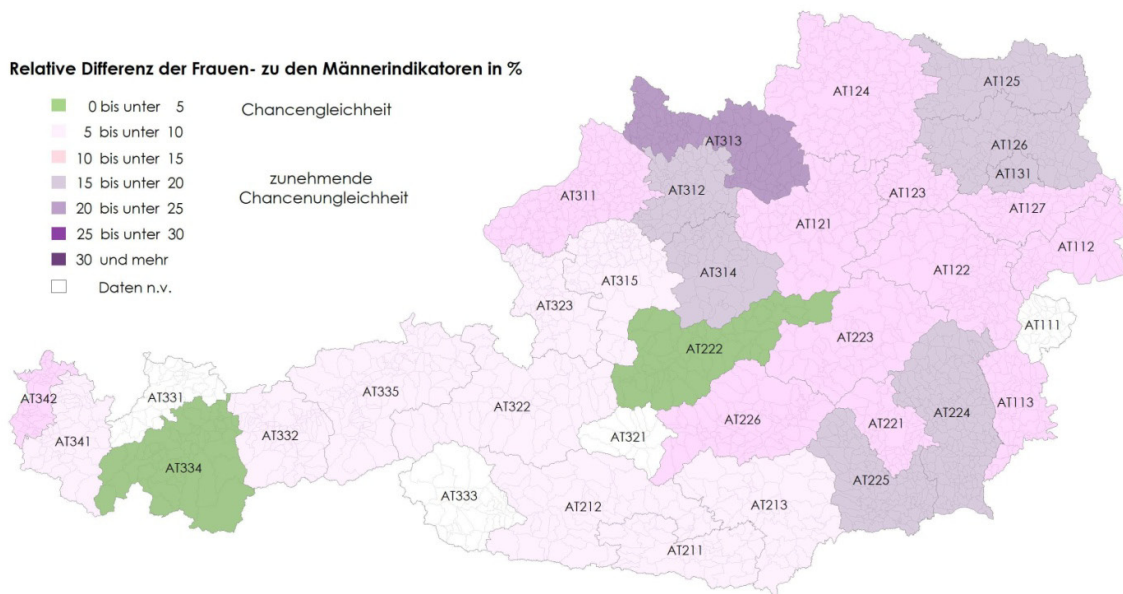 Relative Differenz der Frauen- zu den Männerindikatoren in %
0 bis unter 5 Chancengleichheit
5 bis unter 10
10 bis unter 15
15 bis unter 20 zunehmende
20 bis unter 25 Chancenungleichheit
25 bis unter 30
30 und mehr
Daten n.v.
AT124
AT125
AT313
AT126
AT131
AT312
AT123
AT311
AT127
AT121
AT112
AT122
AT314
AT315
AT323
AT111
AT222
AT223
AT335
AT331
AT342
AT322
AT113
AT224
AT226
AT221
AT332
AT321
AT341
AT334
AT225
AT333
AT212
AT213
AT211